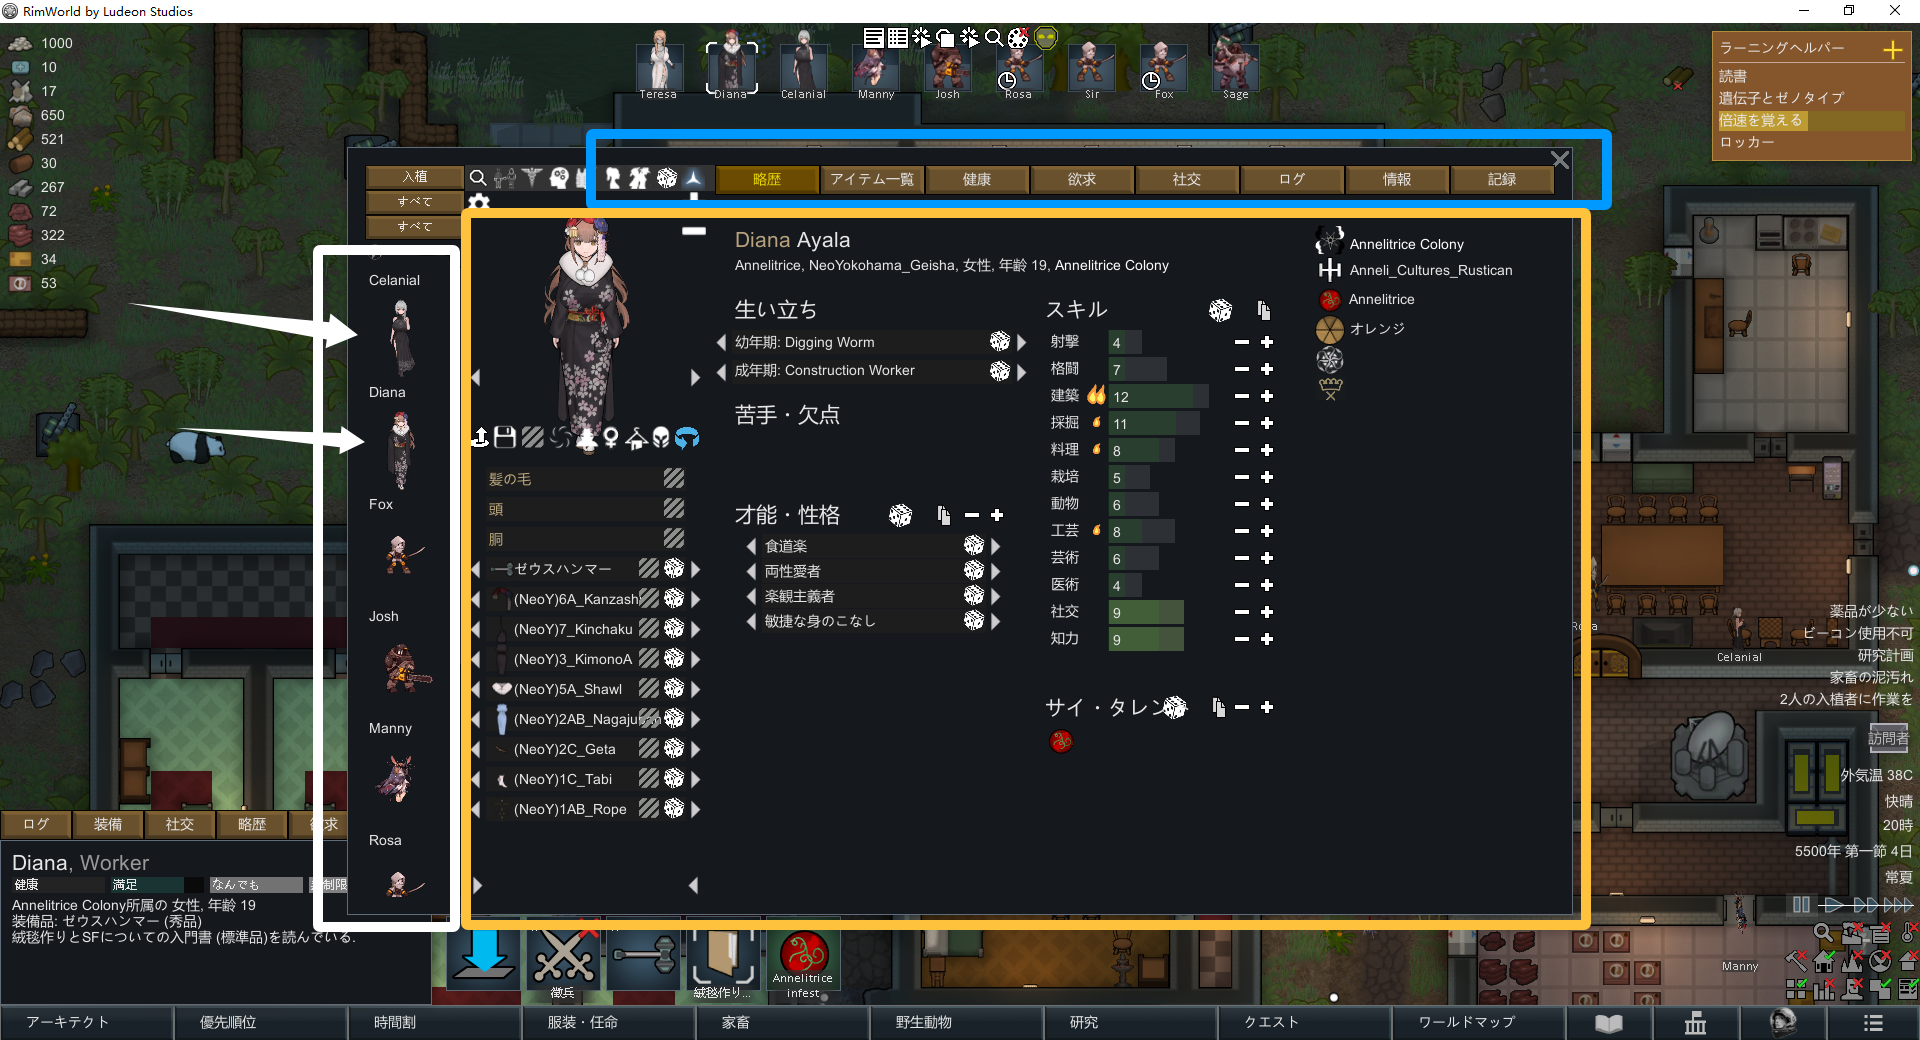 RimWorld by Ludeon Studios
1000
10
17
650
521
30
267
72
322
34
53
Teresa
Diana
Celanial
Manny
Josh
Rosa
Sir
Fox
Sage
ラーニングヘルパー
読書
遺伝子とゼノタイプ
倍速を覚える
ロッカー
入植
すべて
すべて
略歴
アイテム一覧
健康
欲求
社交
ログ
情報
記録
Celanial
Diana
Fox
Josh
Manny
Rosa
髪の毛
頭
胴
ゼウスハンマー
(NeoY)6A_Kanzash
(NeoY)7_Kinchaku
(NeoY)3_KimonoA
(NeoY)5A_Shawl
(NeoY)2AB_Nagaju
(NeoY)2C_Geta
(NeoY)1C_Tabi
(NeoY)1AB_Rope
Diana Ayala
Annelitrice, NeoYokohama_Geisha, 女性, 年齢 19, Annelitrice Colony
生い立ち
幼年期: Digging Worm
成年期: Construction Worker
苦手・欠点
才能・性格
食道楽
両性愛者
楽観主義者
敏捷な身のこなし
スキル
射撃 4
格闘 7
建築 12
採掘 11
料理 8
栽培 5
動物 6
工芸 8
芸術 6
医術 4
社交 9
知力 9
サイ・タレン
Annelitrice Colony
Anneli_Cultures_Rustican
Annelitrice
オレンジ
Celanial
Manny
薬品が少ない
ビーコン使用不可
研究計画
家畜の泥汚れ
2人の入植者に作業を
訪問者
外気温 38C
快晴
20時
5500年 第一節 4日
常夏
ログ
装備
社交
略歴
欲求
Diana, Worker
健康
満足
なんでも
制限
Annelitrice Colony所属の 女性, 年齢 19
装備品: ゼウスハンマー (秀品)
絨毯作りとSFについての入門書 (標準品)を読んでいる.
徴兵
絨毯作り...
Annelitrice
infest
アーキテクト
優先順位
時間割
服装・任命
家畜
野生動物
研究
クエスト
ワールドマップ